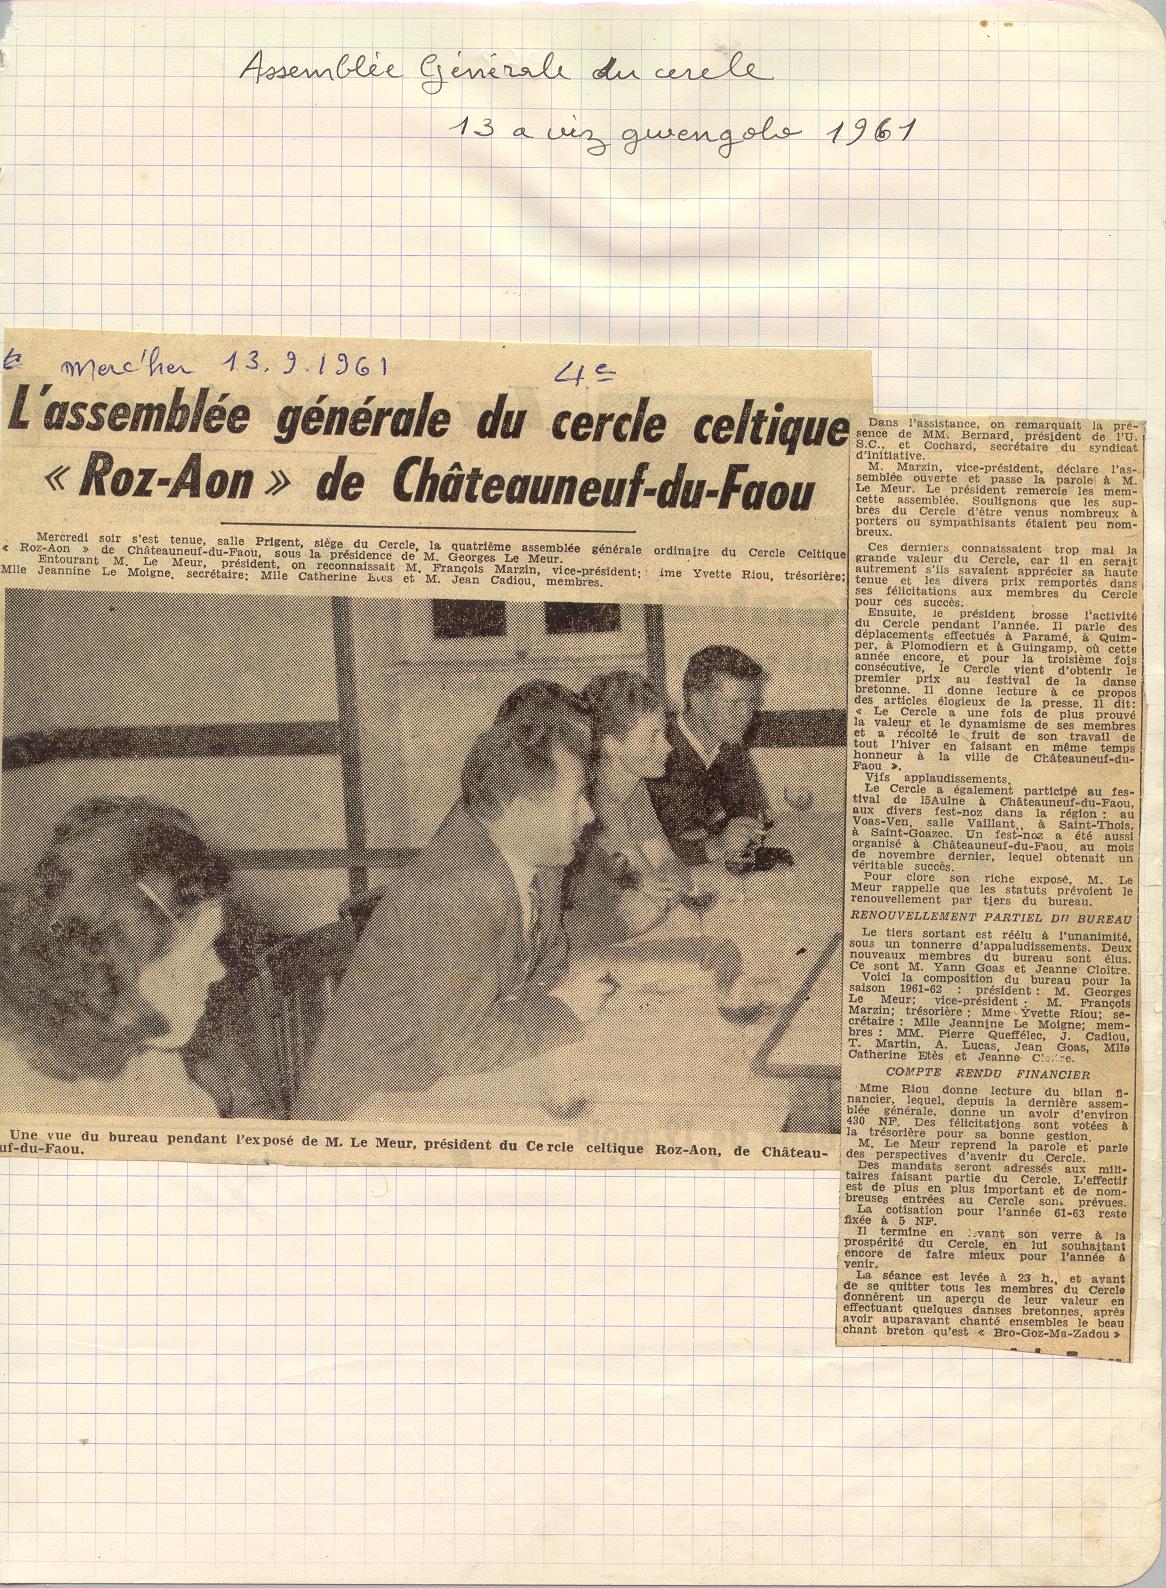 Assemblée Générale du cercle
13 a viz gwengolo 1961
Merc'her 13.9.1961 4e
L'assemblée générale du cercle celtique
« Roz-Aon » de Châteauneuf-du-Faou
Mercredi soir s'est tenue, salle Prigent, siège du Cercle, la quatrième assemblée générale ordinaire du Cercle Celtique
« Roz-Aon » de Châteauneuf-du-Faou, sous la présidence de M. Georges Le Meur.
Entourant M. Le Meur, président, on reconnaissait M. François Marzin, vice-président; ime Yvette Riou, trésorière;
Mlle Jeannine Le Moigne, secrétaire; Mlle Catherine Etès et M. Jean Cadiou, membres.
Une vue du bureau pendant l'exposé de M. Le Meur, président du Cercle celtique Roz-Aon, de Château-
uf-du-Faou.
Dans l'assistance, on remarquait la pré-
sence de MM. Bernard, président de l'U.
S.C., et Cochard, secrétaire du syndicat
d'initiative.
M. Marzin, vice-président, déclare l'as-
semblée ouverte et passe la parole à M.
Le Meur. Le président remercie les mem-
cette assemblée. Soulignons que les sup-
bres du Cercle d'être venus nombreux à
porters ou sympathisants étaient peu nom-
breux.
Ces derniers connaissaient trop mal la
grande valeur du Cercle, car il en serait
autrement s'ils savaient apprécier sa haute
tenue et les divers prix remportés dans
ses félicitations aux membres du Cercle
pour ces succès.
Ensuite, le président brosse l'activité
du Cercle pendant l'année. Il parle des
déplacements effectués à Paramé, à Quim-
per, à Plomodiern et à Guingamp, où cette
année encore, et pour la troisième fois
consécutive, le Cercle vient d'obtenir le
premier prix au festival de la danse
bretonne. Il donne lecture à ce propos
des articles élogieux de la presse. Il dit:
« Le Cercle a une fois de plus prouvé
la valeur et le dynamisme de ses membres
et a récolté le fruit de son travail de
tout l'hiver en faisant en même temps
honneur à la ville de Châteauneuf-du-
Faou ».
Vifs applaudissements.
Le Cercle a également participé au fes-
tival de l5Aulne à Châteauneuf-du-Faou,
aux divers fest-noz dans la région : au
Voas-Ven, salle Vaillant,, à Saint-Thois,
à Saint-Goazec. Un fest-noz a été aussi
organisé à Châteauneuf-du-Faou, au mois
de novembre dernier, lequel obtenait un
véritable succès.
Pour clore son riche exposé, M. Le
Meur rappelle que les statuts prévoient le
renouvellement par tiers du bureau.
RENOUVELLEMENT PARTIEL DU BUREAU
Le tiers sortant est réélu à l'unanimité,
sous un tonnerre d'appaludissements. Deux
nouveaux membres du bureau sont élus.
Ce sont M. Yann Goas et Jeanne Cloître.
Voici la composition du bureau pour la
saison 1961-62 : président : M. Georges
Le Meur; vice-président : M. François
Marzin; trésorière : Mme Yvette Riou; se-
crétaire : Mlle Jeannine Le Moigne; mem-
bres : MM. Pierre Queffélec, J. Cadiou,
T. Martin, A. Lucas, Jean Goas, Mlle
Catherine Etès et Jeanne Cloître.
COMPTE RENDU FINANCIER
Mme Riou donne lecture du bilan fi-
nancier, lequel, depuis la dernière assem-
blée générale, donne un avoir d'environ
430 NF. Des félicitations sont votées à
la trésorière pour sa bonne gestion.
M. Le Meur reprend la parole et parle
des perspectives d'avenir du Cercle.
Des mandats seront adressés aux mili-
taires faisant partie du Cercle. L'effectif
est de plus en plus important et de nom-
breuses entrées au Cercle sont prévues.
La cotisation pour l'année 61-63 reste
fixée à 5 NF.
Il termine en levant son verre à la
prospérité du Cercle, en lui souhaitant
encore de faire mieux pour l'année à
venir.
La séance est levée à 23 h., et avant
de se quitter tous les membres du Cercle
donnèrent un aperçu de leur valeur en
effectuant quelques danses bretonnes, après
avoir auparavant chanté ensembles le beau
chant breton qu'est « Bro-Goz-Ma-Zadou »